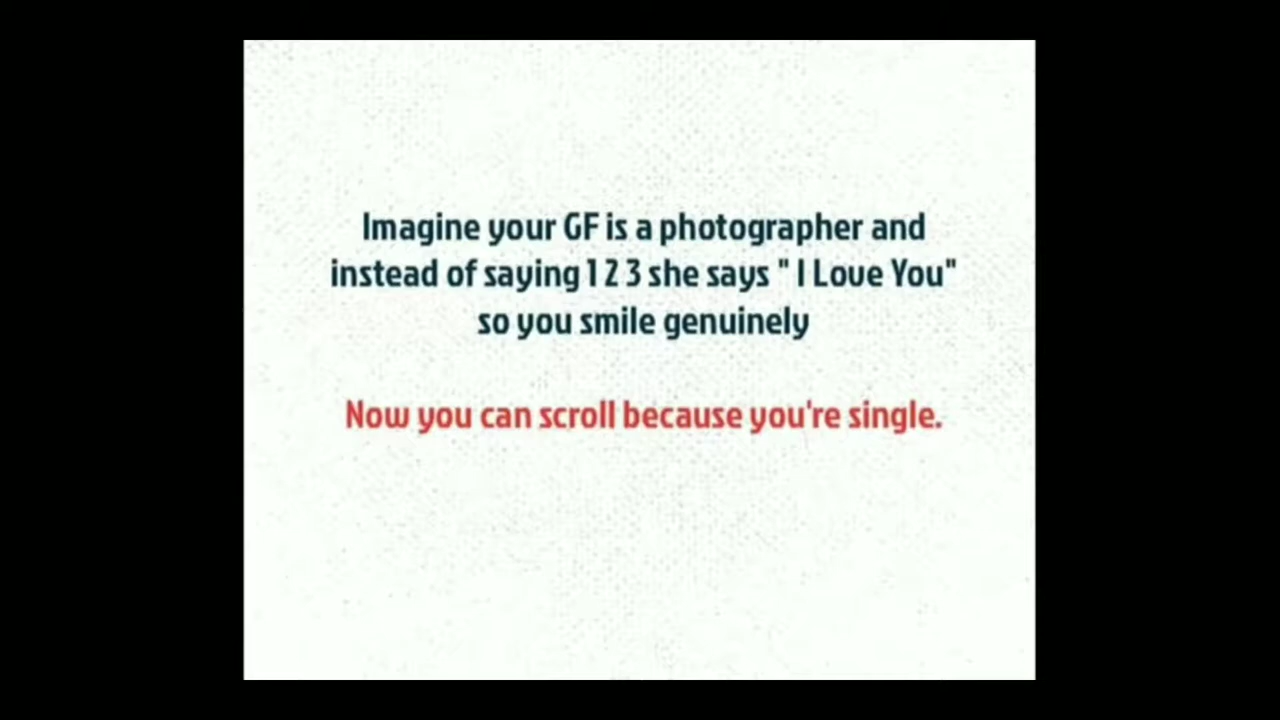 Imagine your GF is a photographer and
instead of saying 1 2 3 she says " I Love You"
so you smile genuinely
Now you can scroll because you're single.